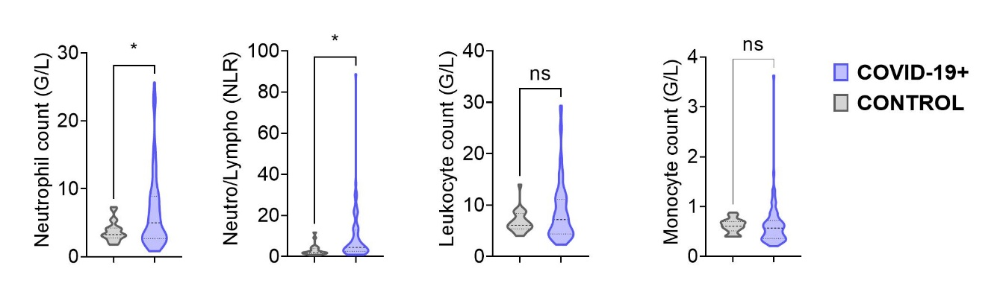 Neutrophil count (G/L)
30
20
10
0
*
Neutro/Lympho (NLR)
100
80
60
40
20
0
*
Leukocyte count (G/L)
40
30
20
10
0
ns
Monocyte count (G/L)
4
3
2
1
0
ns
COVID-19+
CONTROL